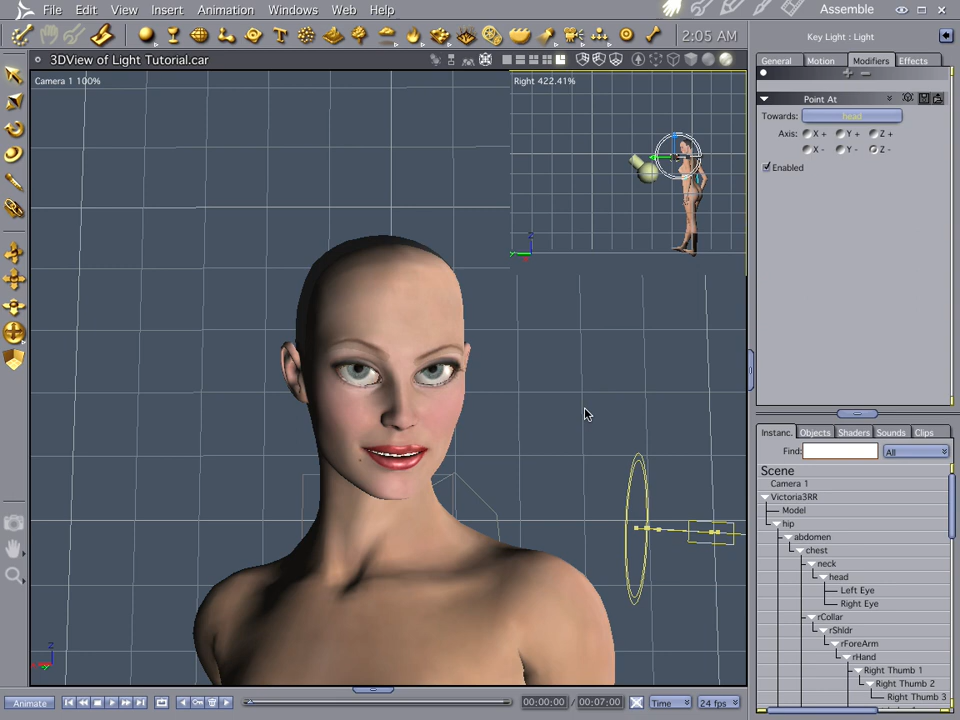 File Edit View Insert Animation Windows Web Help
Assemble
2:05 AM
3DView of Light Tutorial.car
Camera 1 100%
Right 422.41%
Z
Z
Key Light : Light
General Motion Modifiers Effects
Point At
Towards: head
Axis: X + Y + Z +
X - Y - Z -
Enabled
Instanc. Objects Shaders Sounds Clips
Find: All
Scene
Camera 1
Victoria3RR
Model
hip
abdomen
chest
neck
head
Left Eye
Right Eye
rCollar
rShldr
rForeArm
rHand
Right Thumb 1
Right Thumb 2
Right Thumb 3
Animate
00:00:00 / 00:07:00 Time 24 fps